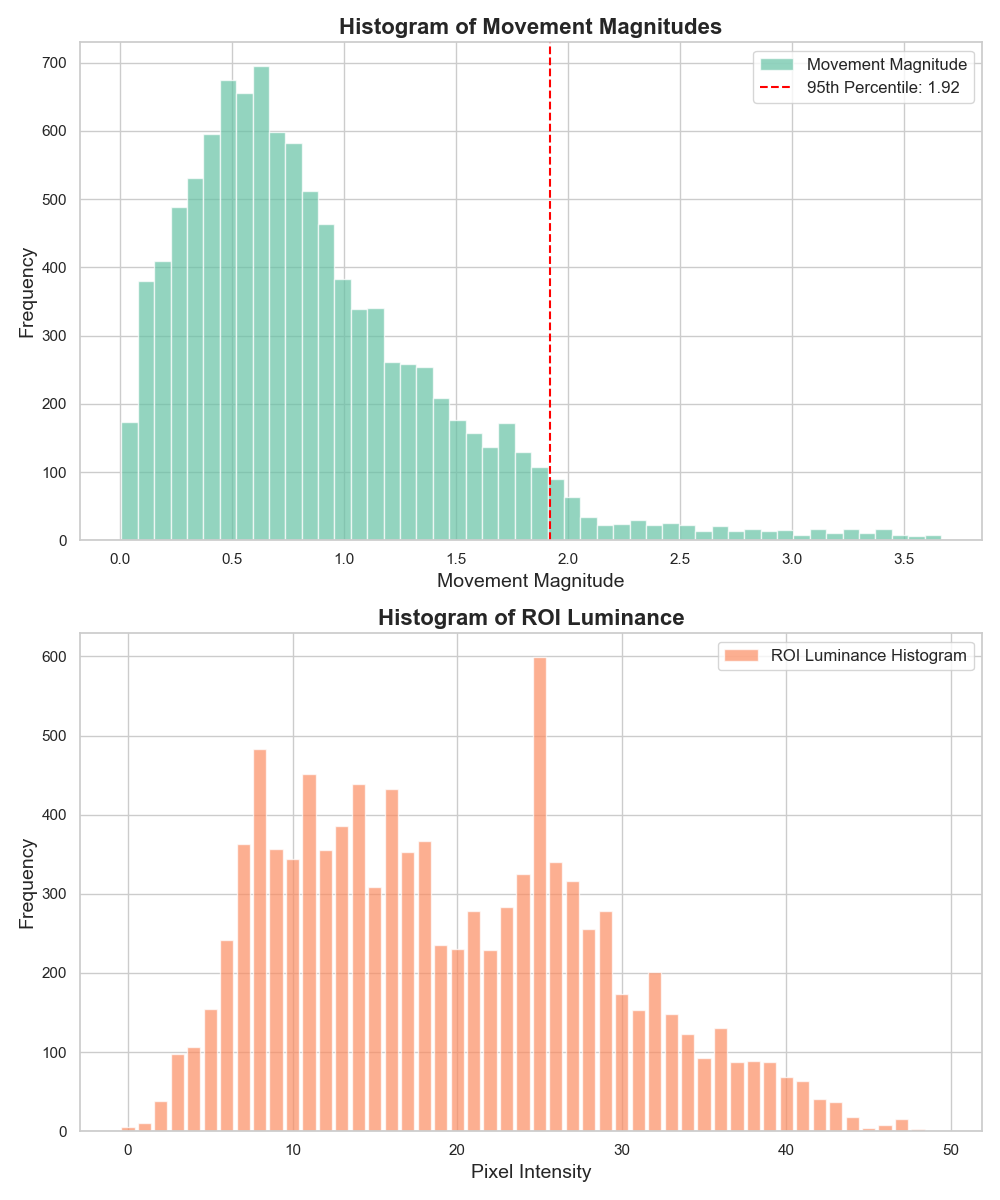 Histogram of Movement Magnitudes
Movement Magnitude
95th Percentile: 1.92
700
600
500
400
300
200
100
0
Frequency
0.0 0.5 1.0 1.5 2.0 2.5 3.0 3.5
Movement Magnitude
Histogram of ROI Luminance
ROI Luminance Histogram
600
500
400
300
200
100
0
Frequency
0 10 20 30 40 50
Pixel Intensity